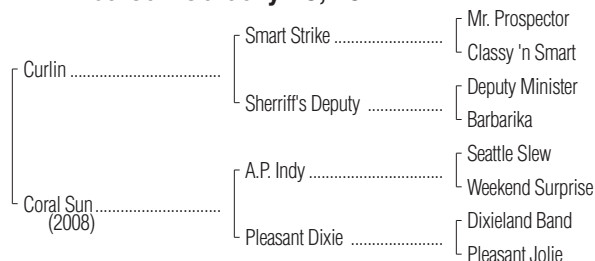 Smart Strike
Mr. Prospector
Classy 'n Smart
Curlin
Sherriff's Deputy
Deputy Minister
Barbarika
A.P. Indy
Seattle Slew
Weekend Surprise
Coral Sun
(2008)
Pleasant Dixie
Dixieland Band
Pleasant Jolie